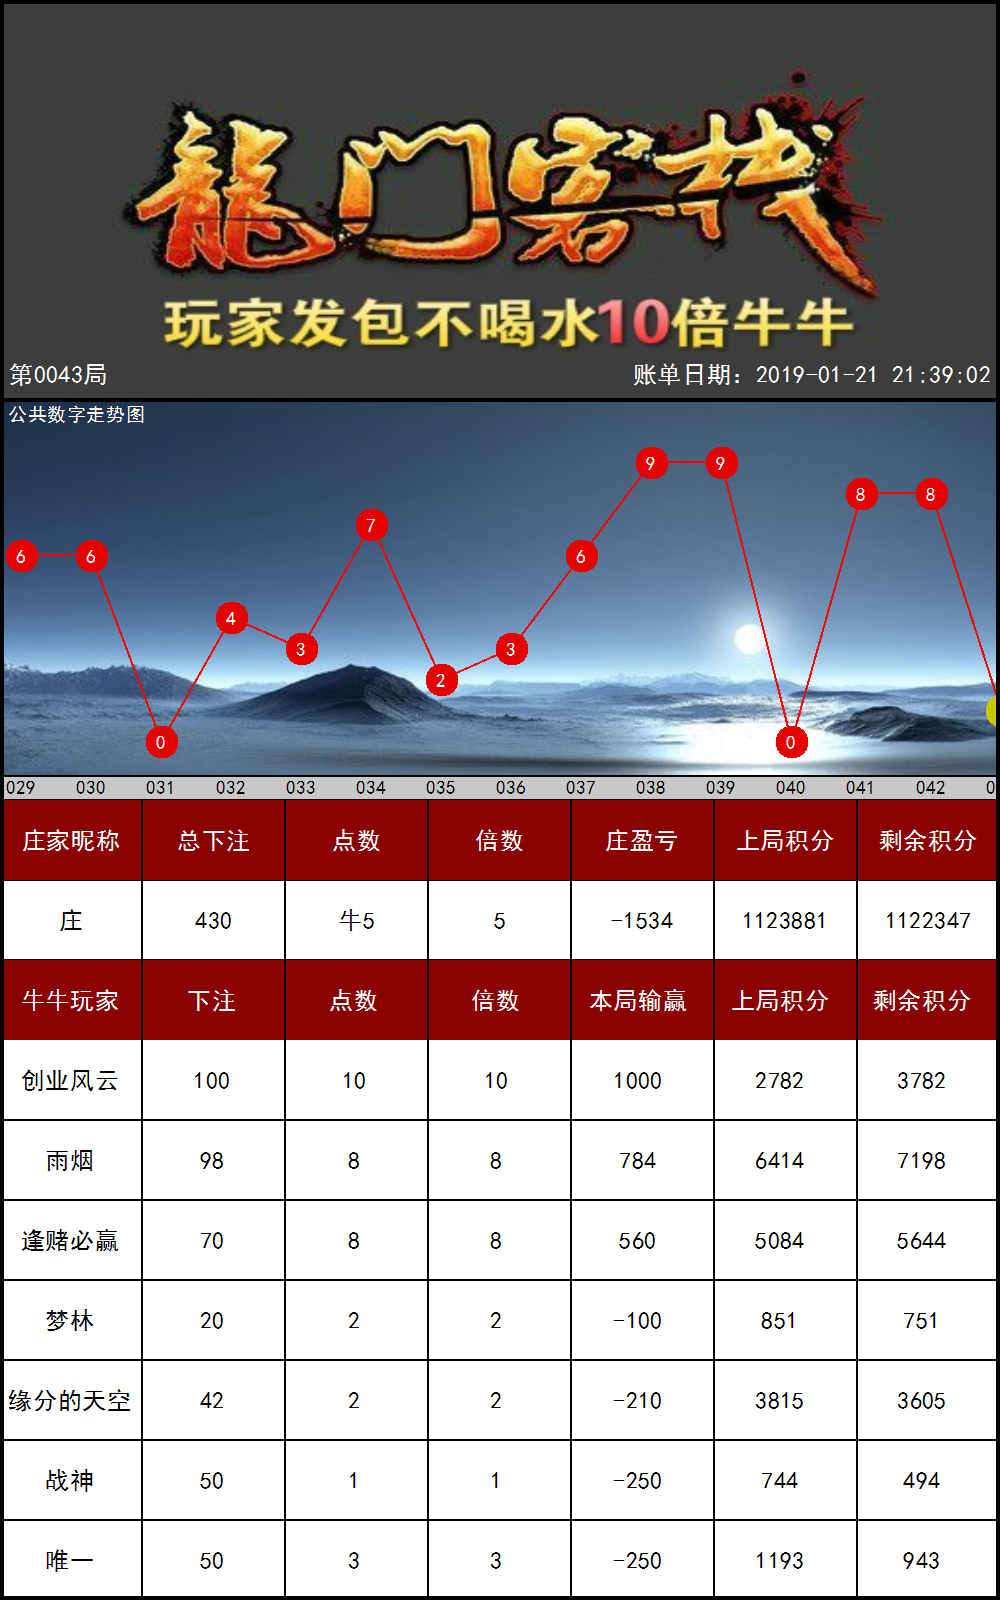 龍门客栈
玩家发包不喝水10倍牛牛
第0043局 账单日期: 2019-01-21 21:39:02
公共数字走势图
6 6 0 4 3 7 2 3 6 9 9 0 8 8
029 030 031 032 033 034 035 036 037 038 039 040 041 042 0
庄家昵称 总下注 点数 倍数 庄盈亏 上局积分 剩余积分
庄 430 牛5 5 -1534 1123881 1122347
牛牛玩家 下注 点数 倍数 本局输赢 上局积分 剩余积分
创业风云 100 10 10 1000 2782 3782
雨烟 98 8 8 784 6414 7198
逢赌必赢 70 8 8 560 5084 5644
梦林 20 2 2 -100 851 751
缘分的天空 42 2 2 -210 3815 3605
战神 50 1 1 -250 744 494
唯一 50 3 3 -250 1193 943